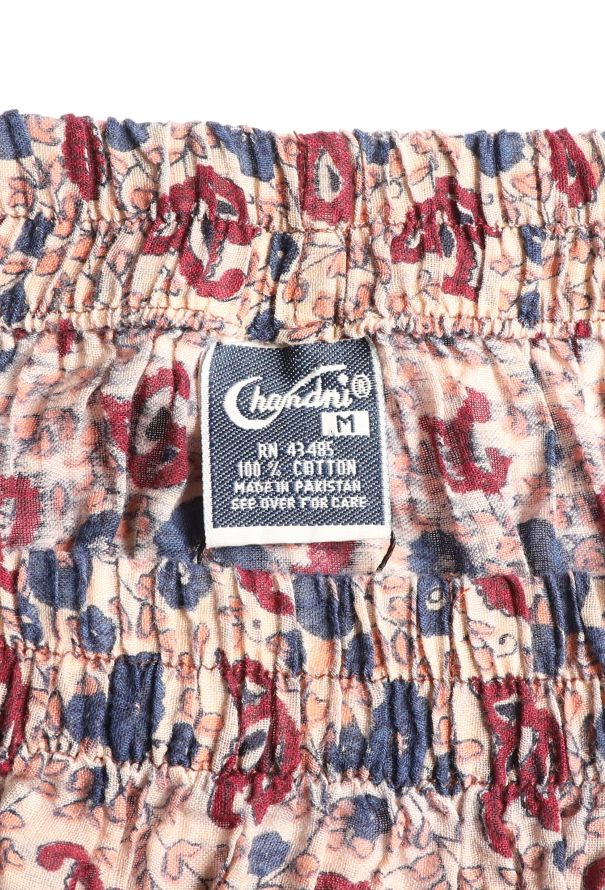 Chandni®
M
RN 43485
100 % COTTON
MADE IN PAKISTAN
SEE OVER FOR CARE